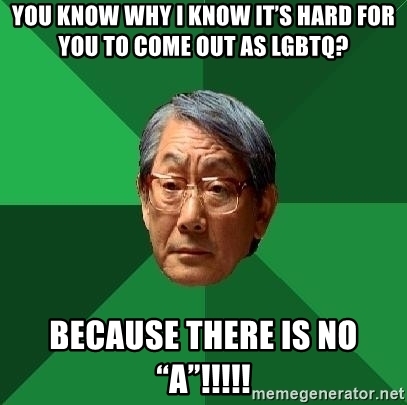 YOU KNOW WHY I KNOW IT’S HARD FOR
YOU TO COME OUT AS LGBTQ?
BECAUSE THERE IS NO
“A”!!!!!
memegenerator.net